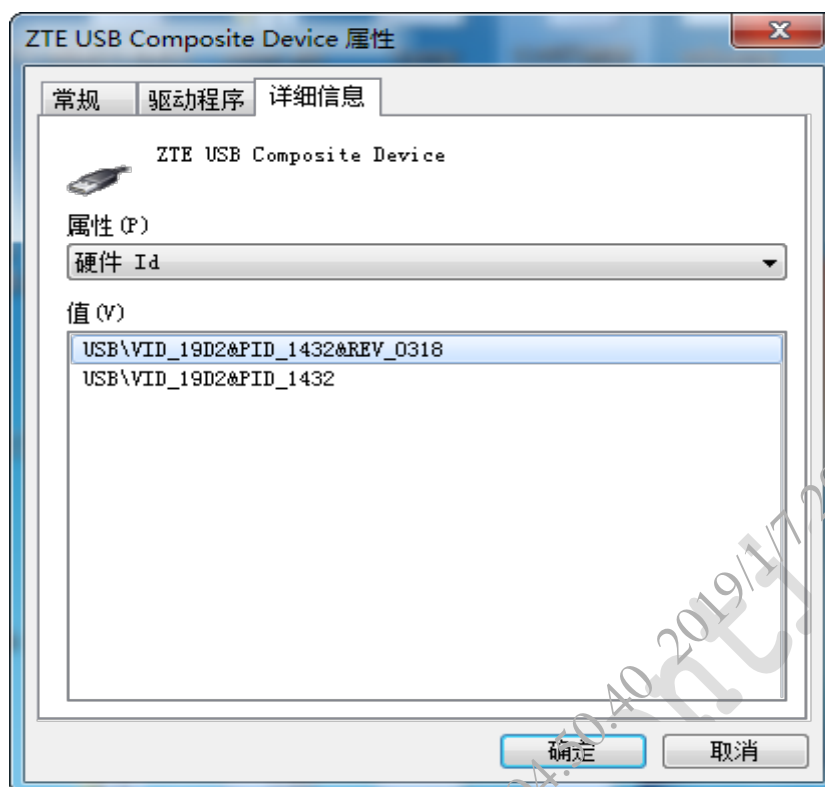 ZTE USB Composite Device 属性
常规 驱动程序 详细信息
ZTE USB Composite Device
属性(P)
硬件 Id
值(V)
USB\VID_19D2&PID_1432&REV_0318
USB\VID_19D2&PID_1432
确定 取消